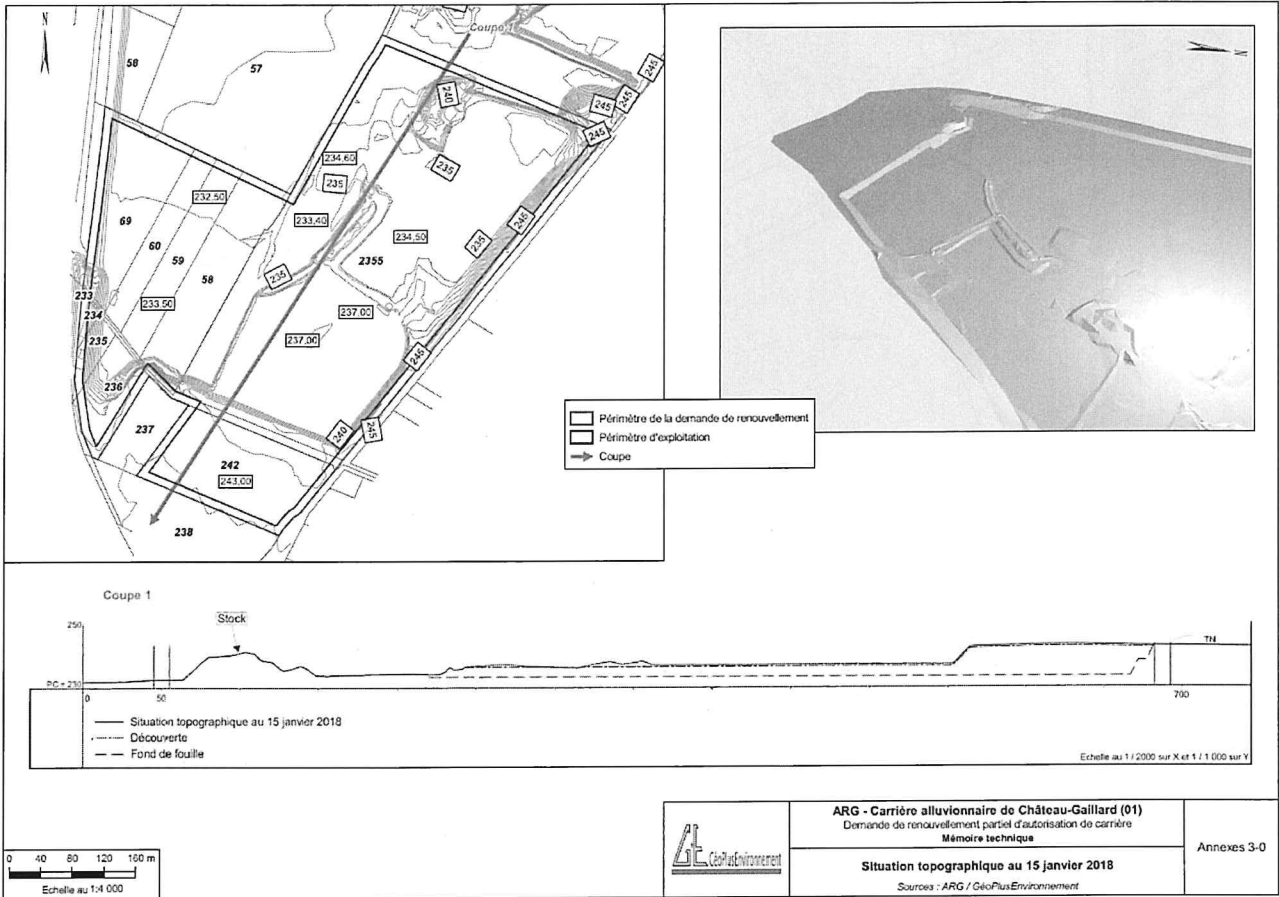 N
Coupe 1
58
57
245
240
245
245
245
235
234,60
235
232,50
233,40
69
234,50
245
235
60
59
2355
58
235
233
233,50
234
237,00
235
237,00
245
236
237
240
245
242
243,00
238
N
Périmètre de la demande de renouvellement
Périmètre d'exploitation
Coupe
Coupe 1
Stock
250
TN
PC = 230
0
50
700
Situation topographique au 15 janvier 2018
Découverte
Fond de fouille
Echelle au 1 / 2000 sur X et 1 / 1 000 sur Y
0 40 80 120 160 m
Echelle au 1:4 000
GéoPlusEnvironnement
ARG - Carrière alluvionnaire de Château-Gaillard (01)
Demande de renouvellement partiel d'autorisation de carrière
Mémoire technique
Situation topographique au 15 janvier 2018
Sources : ARG / GéoPlusEnvironnement
Annexes 3-0